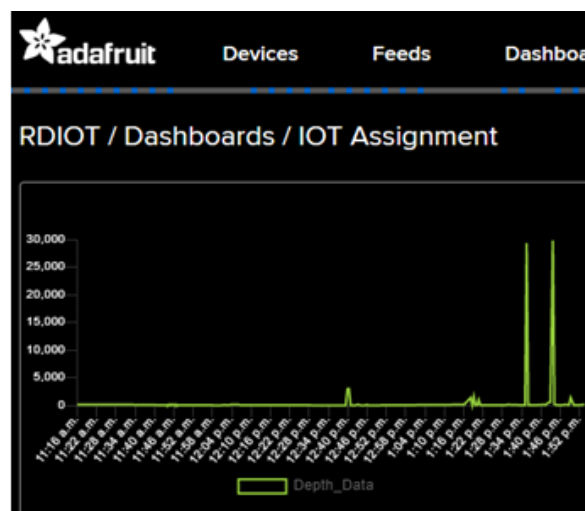 adafruit Devices Feeds Dashboa
RDIOT / Dashboards / IOT Assignment
30,000
25,000
20,000
15,000
10,000
5,000
0
11:16 a.m. 11:22 a.m. 11:28 a.m. 11:34 a.m. 11:40 a.m. 11:46 a.m. 11:52 a.m. 11:58 a.m. 12:04 p.m. 12:10 p.m. 12:16 p.m. 12:22 p.m. 12:28 p.m. 12:34 p.m. 12:40 p.m. 12:46 p.m. 12:52 p.m. 12:58 p.m. 1:04 p.m. 1:10 p.m. 1:16 p.m. 1:22 p.m. 1:28 p.m. 1:34 p.m. 1:40 p.m. 1:46 p.m. 1:52 p.m.
Depth_Data